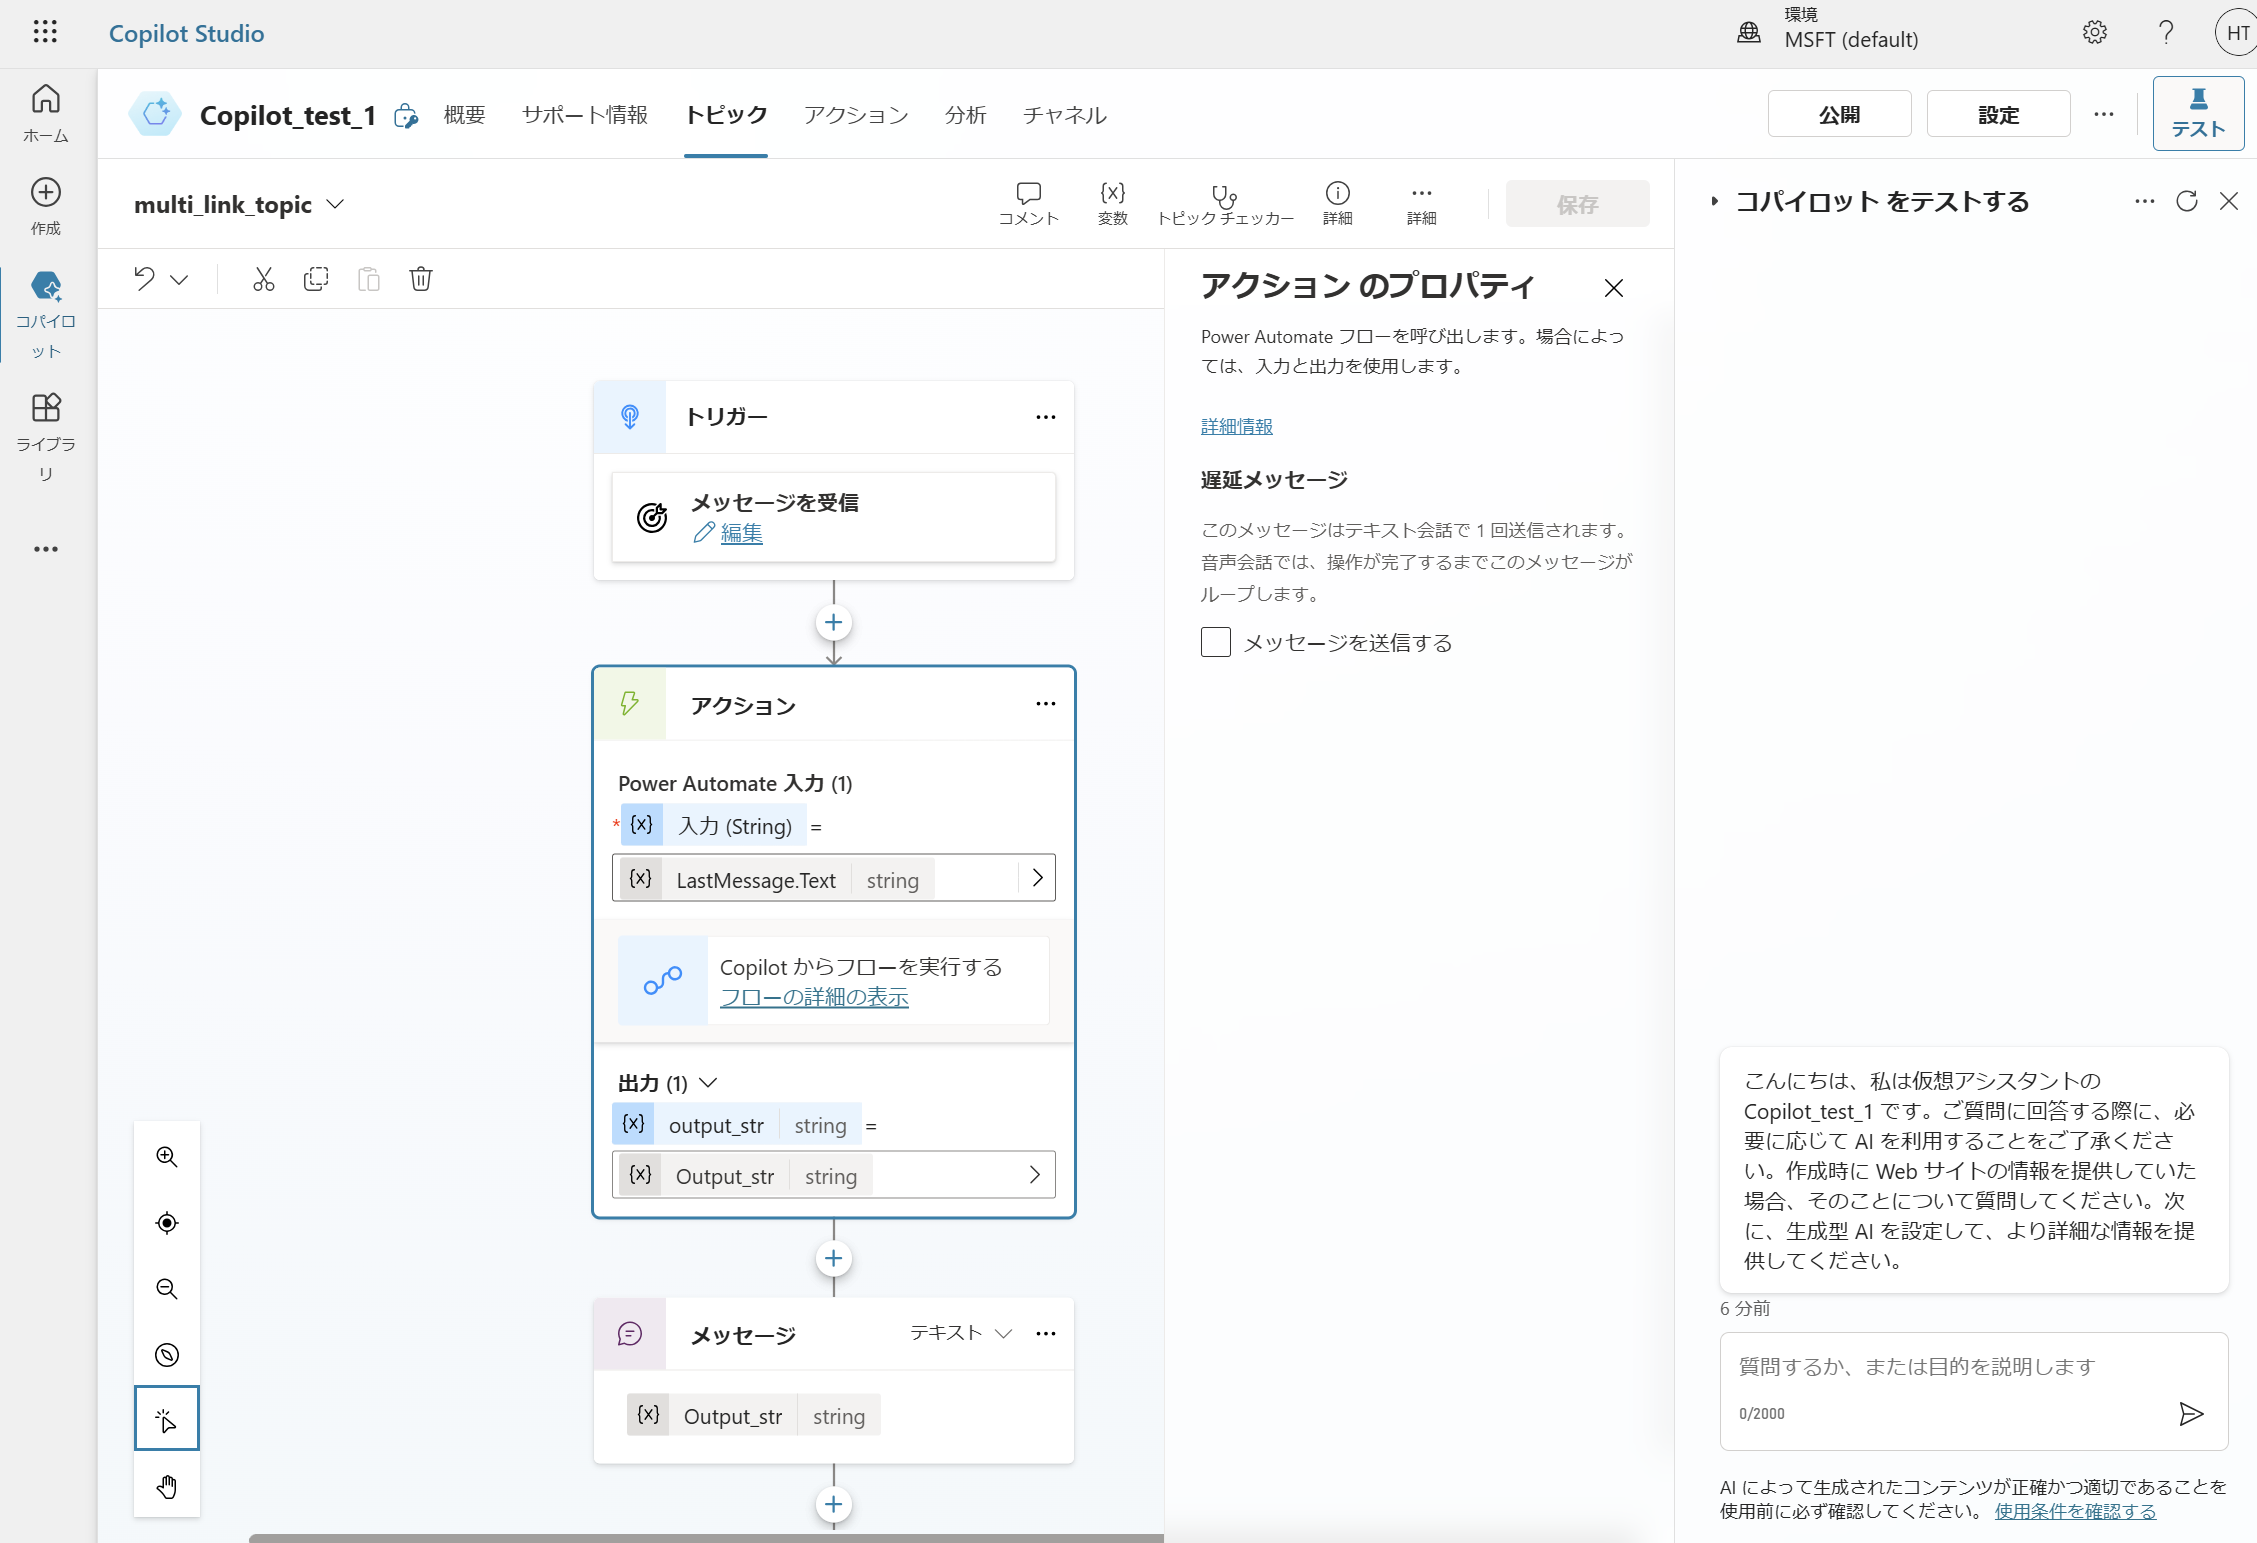 Copilot Studio
環境
MSFT (default)
HT
ホーム
作成
コパイロ
ット
ライブラ
リ
Copilot_test_1
概要
サポート情報
トピック
アクション
分析
チャネル
公開
設定
テスト
multi_link_topic
コメント
{x}
変数
トピック チェッカー
詳細
詳細
保存
トリガー
メッセージを受信
編集
アクション
Power Automate 入力 (1)
* {x} 入力 (String) =
{x} LastMessage.Text string
Copilot からフローを実行する
フローの詳細の表示
出力 (1)
{x} output_str string =
{x} Output_str string
メッセージ
テキスト
{x} Output_str string
アクション のプロパティ
Power Automate フローを呼び出します。場合によっ
ては、入力と出力を使用します。
詳細情報
遅延メッセージ
このメッセージはテキスト会話で 1 回送信されます。
音声会話では、操作が完了するまでこのメッセージが
ループします。
メッセージを送信する
コパイロット をテストする
こんにちは、私は仮想アシスタントの
Copilot_test_1 です。ご質問に回答する際に、必
要に応じて AI を利用することをご了承くださ
い。作成時に Web サイトの情報を提供していた
場合、そのことについて質問してください。次
に、生成型 AI を設定して、より詳細な情報を提
供してください。
6 分前
質問するか、または目的を説明します
0/2000
AI によって生成されたコンテンツが正確かつ適切であることを
使用前に必ず確認してください。 使用条件を確認する